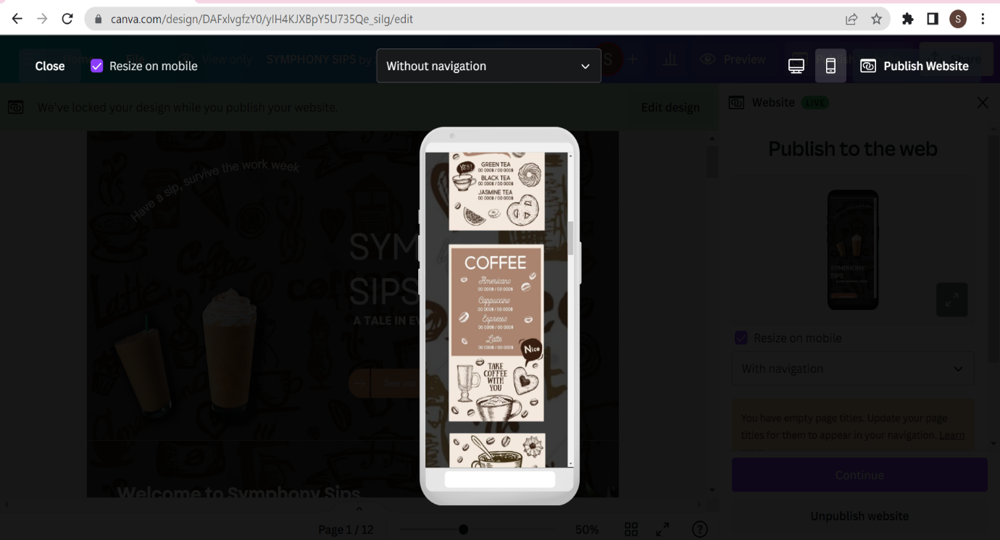 canva.com/design/DAFxlvgfzY0/yIH4KJXBpY5U735Qe_siIg/edit
S
Home
File
View only
SYMPHONY SIPS by
S
+
Preview
Publish
Share
Close
Resize on mobile
Without navigation
Publish Website
We've locked your design while you publish your website.
Edit design
Website
LIVE
Publish to the web
Have a sip, survive the work week
Coffee
Latte
SYM
SIPS
A TALE IN EV
See our
Welcome to Symphony Sips
YES!
GREEN TEA
00 000$ / 00 000$
BLACK TEA
00 000$ / 00 000$
JASMINE TEA
00 000$ / 00 000$
COFFEE
Americano
00 000$ / 00 000$
Cappuccino
00 000$ / 00 000$
Espresso
00 000$ / 00 000$
Latte
00 000$ / 00 000$
Nice
TAKE
COFFEE
WITH
YOU
SYMPHONY
SIPS
Resize on mobile
With navigation
You have empty page titles. Update your page
titles for them to appear in your navigation. Learn
Continue
Unpublish website
Page 1 / 12
50%
?